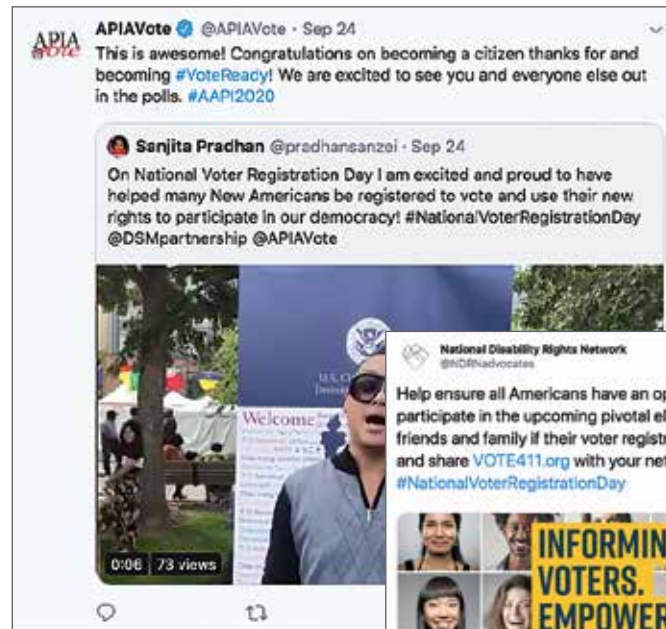 APIA
Vote
APIAVote @APIAVote · Sep 24
This is awesome! Congratulations on becoming a citizen thanks for and
becoming #VoteReady! We are excited to see you and everyone else out
in the polls. #AAPI2020
Sanjita Pradhan @pradhansanzei · Sep 24
On National Voter Registration Day I am excited and proud to have
helped many New Americans be registered to vote and use their new
rights to participate in our democracy! #NationalVoterRegistrationDay
@DSMpartnership @APIAVote
Welcome
0:06 73 views
National Disability Rights Network
@NDRNadvocates
Help ensure all Americans have an op
participate in the upcoming pivotal el
friends and family if their voter registr
and share VOTE411.org with your net
#NationalVoterRegistrationDay
INFORMIN
VOTERS.
EMPOWER